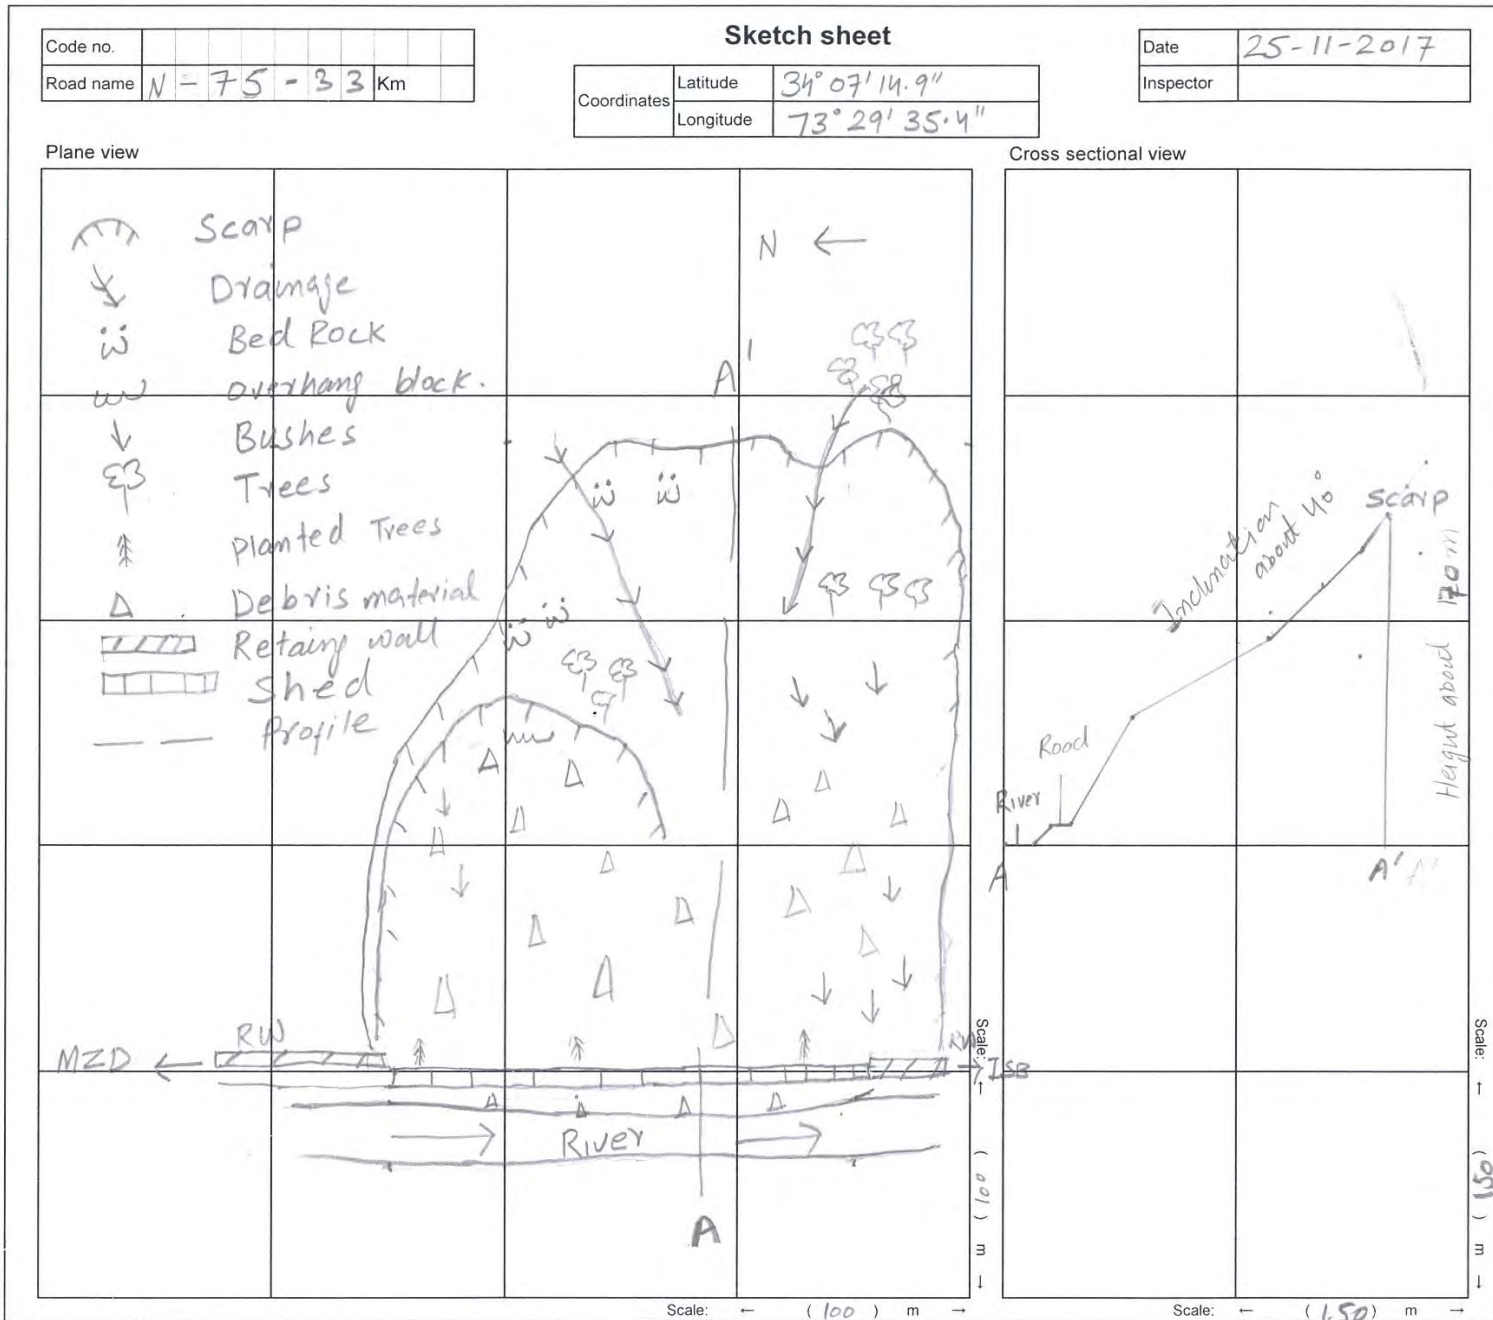 Sketch sheet
Code no.
Road name N-75-33 Km
Coordinates
Latitude 34° 07' 14.9"
Longitude 73° 29' 35.4"
Date 25-11-2017
Inspector
Plane view
Scarp
Drainage
Bed Rock
overhang block.
Bushes
Trees
planted Trees
Debris material
Retaing wall
Shed
Profile
N
A'
RW
MZD
RW
ISB
River
A
Scale: ( 100 ) m
Scale: ( 100 ) m
Cross sectional view
Scarp
Inclination
about 40°
Height about 170 m
Road
River
A
A'
Scale: ( 150 ) m
Scale: ( 150 ) m